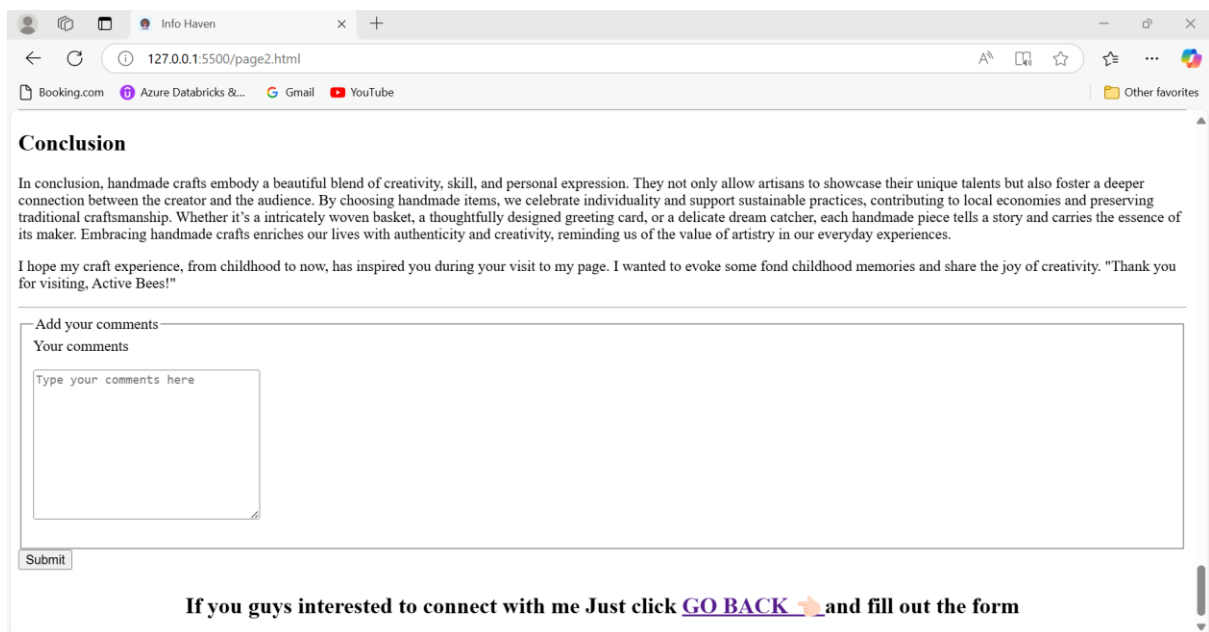 Info Haven
127.0.0.1:5500/page2.html
Booking.com Azure Databricks &... Gmail YouTube Other favorites
Conclusion
In conclusion, handmade crafts embody a beautiful blend of creativity, skill, and personal expression. They not only allow artisans to showcase their unique talents but also foster a deeper
connection between the creator and the audience. By choosing handmade items, we celebrate individuality and support sustainable practices, contributing to local economies and preserving
traditional craftsmanship. Whether it’s a intricately woven basket, a thoughtfully designed greeting card, or a delicate dream catcher, each handmade piece tells a story and carries the essence of
its maker. Embracing handmade crafts enriches our lives with authenticity and creativity, reminding us of the value of artistry in our everyday experiences.
I hope my craft experience, from childhood to now, has inspired you during your visit to my page. I wanted to evoke some fond childhood memories and share the joy of creativity. "Thank you
for visiting, Active Bees!"
Add your comments
Your comments
Type your comments here
Submit
If you guys interested to connect with me Just click GO BACK 👈🏻 and fill out the form